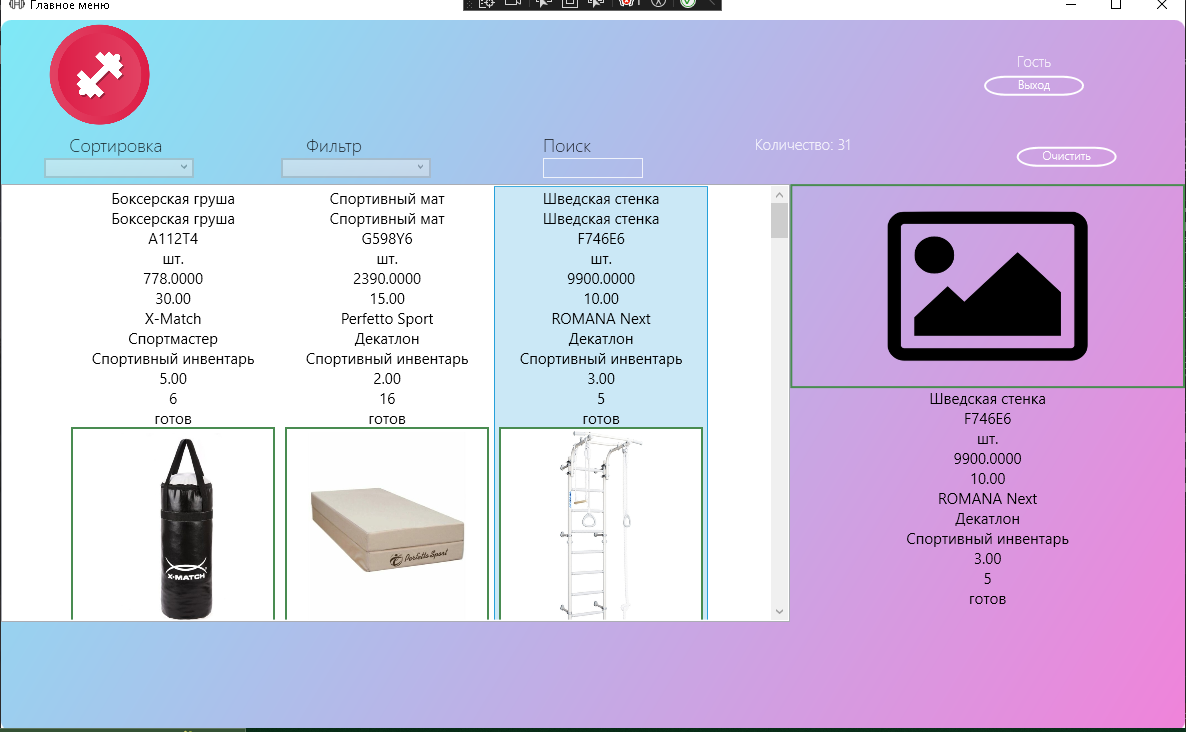 Главное меню
Гость
Выход
Сортировка
Фильтр
Поиск
Количество: 31
Очистить
Боксерская груша
Боксерская груша
A112T4
шт.
778.0000
30.00
X-Match
Спортмастер
Спортивный инвентарь
5.00
6
готов
X-MATCH
Спортивный мат
Спортивный мат
G598Y6
шт.
2390.0000
15.00
Perfetto Sport
Декатлон
Спортивный инвентарь
2.00
16
готов
Perfetto Sport
Шведская стенка
Шведская стенка
F746E6
шт.
9900.0000
10.00
ROMANA Next
Декатлон
Спортивный инвентарь
3.00
5
готов
Шведская стенка
F746E6
шт.
9900.0000
10.00
ROMANA Next
Декатлон
Спортивный инвентарь
3.00
5
готов